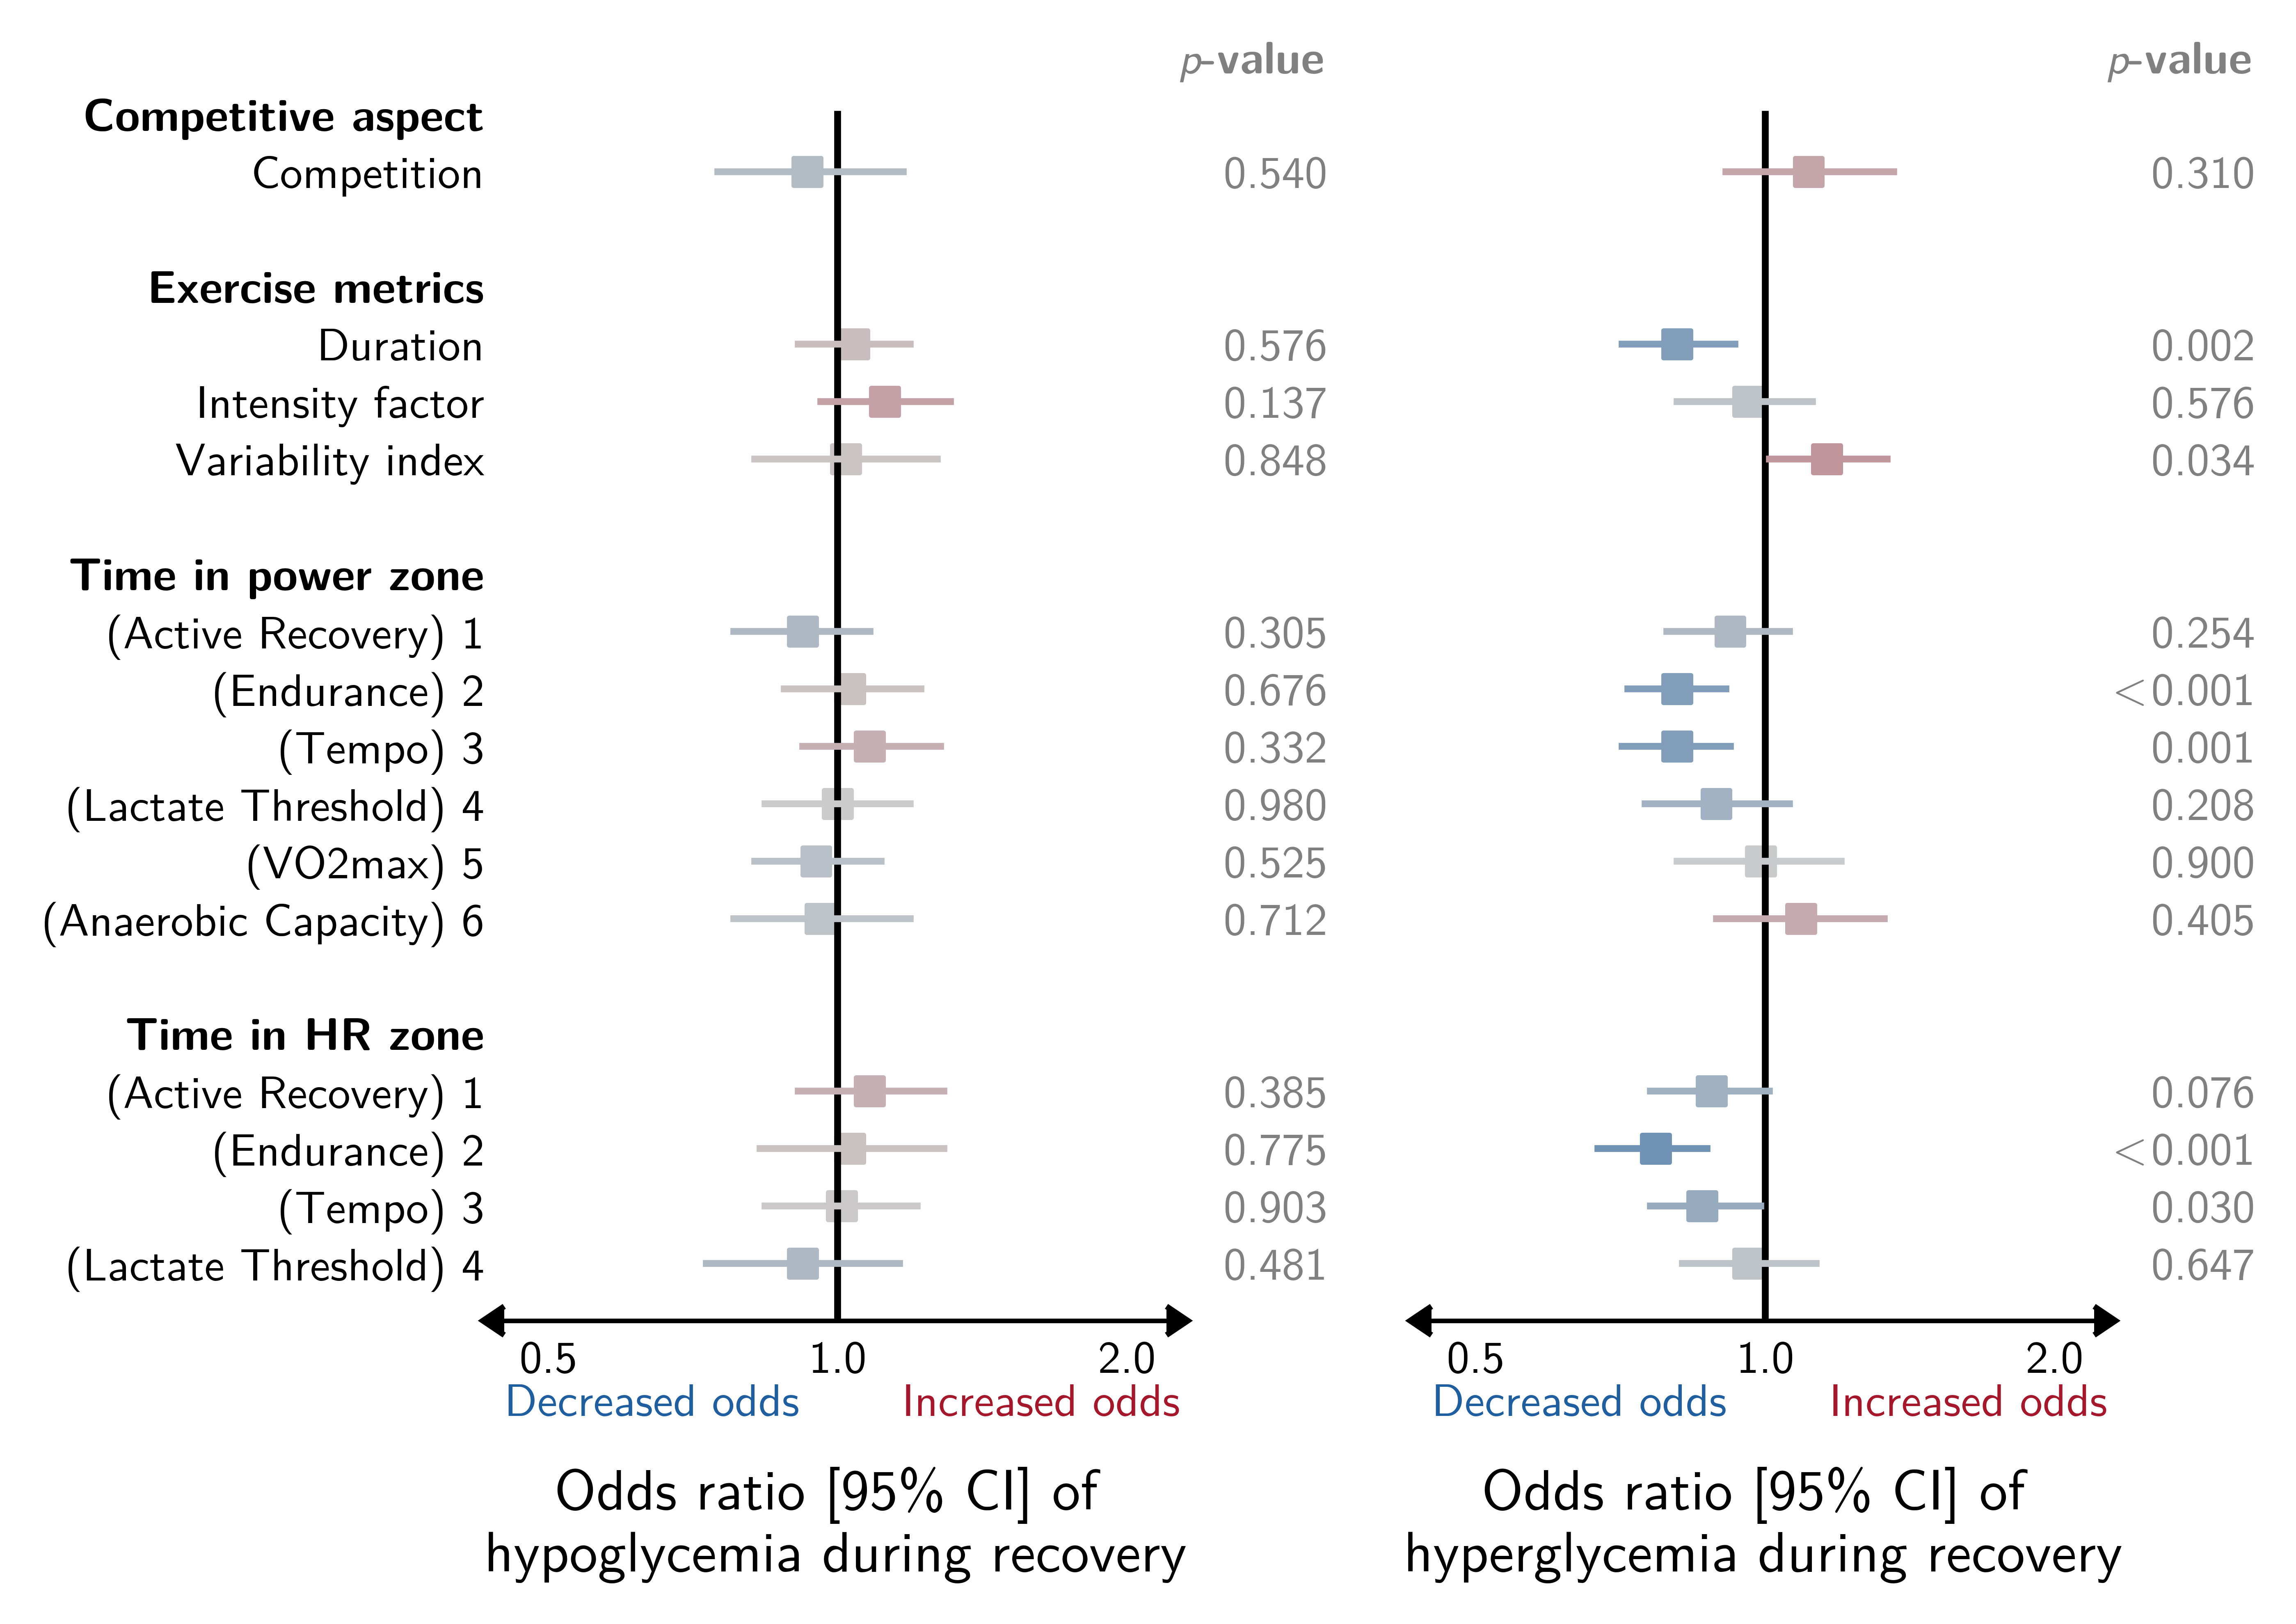 p-value p-value
Competitive aspect
Competition 0.540 0.310
Exercise metrics
Duration 0.576 0.002
Intensity factor 0.137 0.576
Variability index 0.848 0.034
Time in power zone
(Active Recovery) 1 0.305 0.254
(Endurance) 2 0.676 <0.001
(Tempo) 3 0.332 0.001
(Lactate Threshold) 4 0.980 0.208
(VO2max) 5 0.525 0.900
(Anaerobic Capacity) 6 0.712 0.405
Time in HR zone
(Active Recovery) 1 0.385 0.076
(Endurance) 2 0.775 <0.001
(Tempo) 3 0.903 0.030
(Lactate Threshold) 4 0.481 0.647
0.5 1.0 2.0 0.5 1.0 2.0
Decreased odds Increased odds Decreased odds Increased odds
Odds ratio [95% CI] of
hypoglycemia during recovery
Odds ratio [95% CI] of
hyperglycemia during recovery